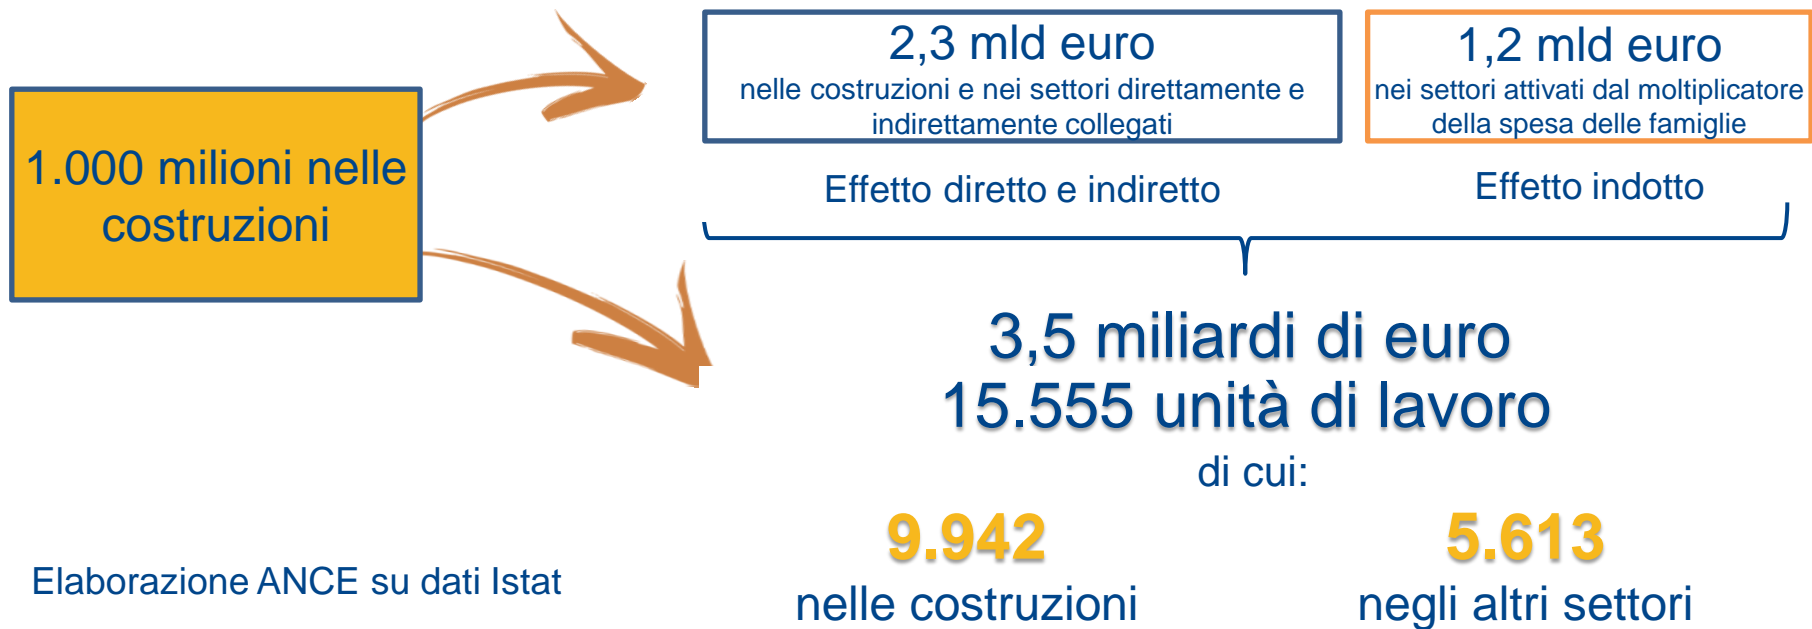 1.000 milioni nelle
costruzioni
2,3 mld euro
nelle costruzioni e nei settori direttamente e
indirettamente collegati
1,2 mld euro
nei settori attivati dal moltiplicatore
della spesa delle famiglie
Effetto diretto e indiretto
Effetto indotto
3,5 miliardi di euro
15.555 unità di lavoro
di cui:
9.942
nelle costruzioni
5.613
negli altri settori
Elaborazione ANCE su dati Istat